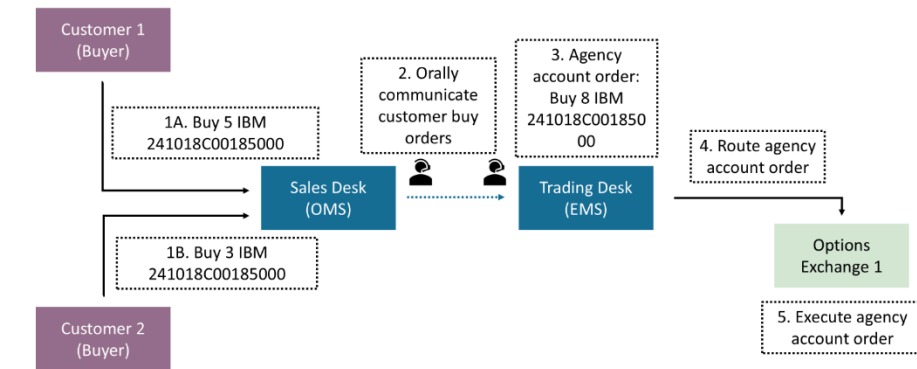 Customer 1
(Buyer)
1A. Buy 5 IBM
241018C00185000
2. Orally
communicate
customer buy
orders
3. Agency
account order:
Buy 8 IBM
241018C001850
00
4. Route agency
account order
Sales Desk
(OMS)
Trading Desk
(EMS)
1B. Buy 3 IBM
241018C00185000
Options
Exchange 1
Customer 2
(Buyer)
5. Execute agency
account order